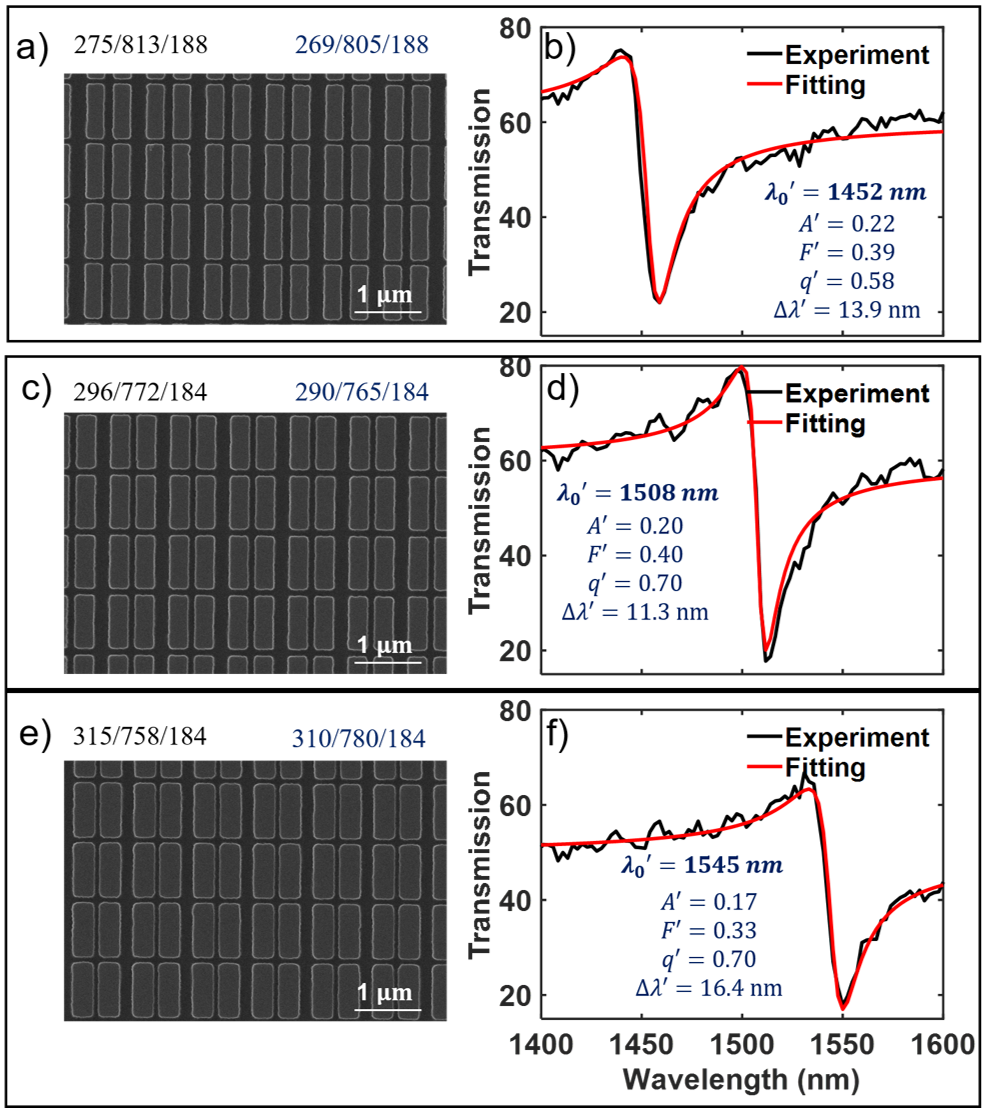 a)
275/813/188 269/805/188
1 µm
b)
80
60
40
20
Transmission
Experiment
Fitting
λ₀′ = 1452 nm
A′ = 0.22
F′ = 0.39
q′ = 0.58
Δλ′ = 13.9 nm
c)
296/772/184 290/765/184
1 µm
d)
80
60
40
20
Transmission
Experiment
Fitting
λ₀′ = 1508 nm
A′ = 0.20
F′ = 0.40
q′ = 0.70
Δλ′ = 11.3 nm
e)
315/758/184 310/780/184
1 µm
f)
80
60
40
20
Transmission
Experiment
Fitting
λ₀′ = 1545 nm
A′ = 0.17
F′ = 0.33
q′ = 0.70
Δλ′ = 16.4 nm
1400 1450 1500 1550 1600
Wavelength (nm)